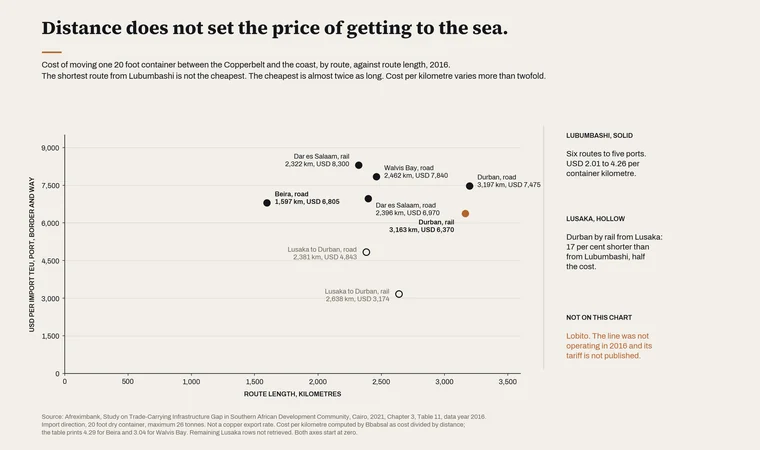 Distance does not set the price of getting to the sea.
Cost of moving one 20 foot container between the Copperbelt and the coast, by route, against route length, 2016.
The shortest route from Lubumbashi is not the cheapest. The cheapest is almost twice as long. Cost per kilometre varies more than twofold.
USD PER IMPORT TEU, PORT, BORDER AND WAY
9,000
7,500
6,000
4,500
3,000
1,500
0
Dar es Salaam, rail
2,322 km, USD 8,300
Walvis Bay, road
2,462 km, USD 7,840
Durban, road
3,197 km, USD 7,475
Beira, road
1,597 km, USD 6,805
Dar es Salaam, road
2,396 km, USD 6,970
Durban, rail
3,163 km, USD 6,370
Lusaka to Durban, road
2,381 km, USD 4,843
Lusaka to Durban, rail
2,638 km, USD 3,174
0
500
1,000
1,500
2,000
2,500
3,000
3,500
ROUTE LENGTH, KILOMETRES
LUBUMBASHI, SOLID
Six routes to five ports.
USD 2.01 to 4.26 per
container kilometre.
LUSAKA, HOLLOW
Durban by rail from Lusaka:
17 per cent shorter than
from Lubumbashi, half
the cost.
NOT ON THIS CHART
Lobito. The line was not
operating in 2016 and its
tariff is not published.
Source: Afreximbank, Study on Trade-Carrying Infrastructure Gap in Southern African Development Community, Cairo, 2021, Chapter 3, Table 11, data year 2016.
Import direction, 20 foot dry container, maximum 26 tonnes. Not a copper export rate. Cost per kilometre computed by Bbabsal as cost divided by distance;
the table prints 4.29 for Beira and 3.04 for Walvis Bay. Remaining Lusaka rows not retrieved. Both axes start at zero.